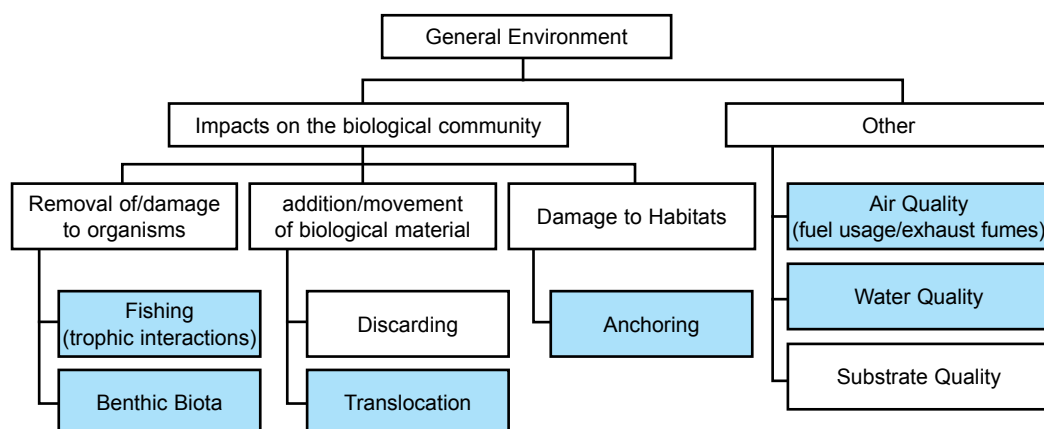 General Environment
Impacts on the biological community
Other
Removal of/damage
to organisms
addition/movement
of biological material
Damage to Habitats
Air Quality
(fuel usage/exhaust fumes)
Fishing
(trophic interactions)
Discarding
Anchoring
Water Quality
Benthic Biota
Translocation
Substrate Quality